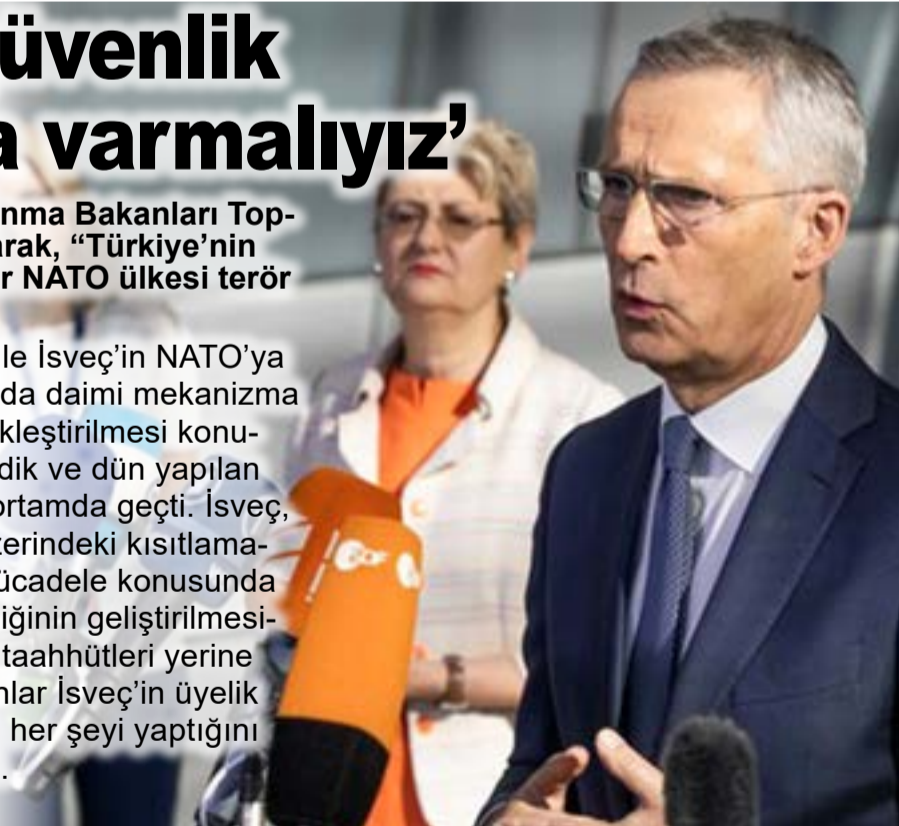 üvenlik
a varmalıyız’
nma Bakanları Top-
arak, “Türkiye’nin
r NATO ülkesi terör
le İsveç’in NATO’ya
da daimi mekanizma
kleştirilmesi konu-
dik ve dün yapılan
ortamda geçti. İsveç,
zerindeki kısıtlama-
ücadele konusunda
iğinin geliştirilmesi-
taahhütleri yerine
nlar İsveç’in üyelik
her şeyi yaptığını
.
ZDF